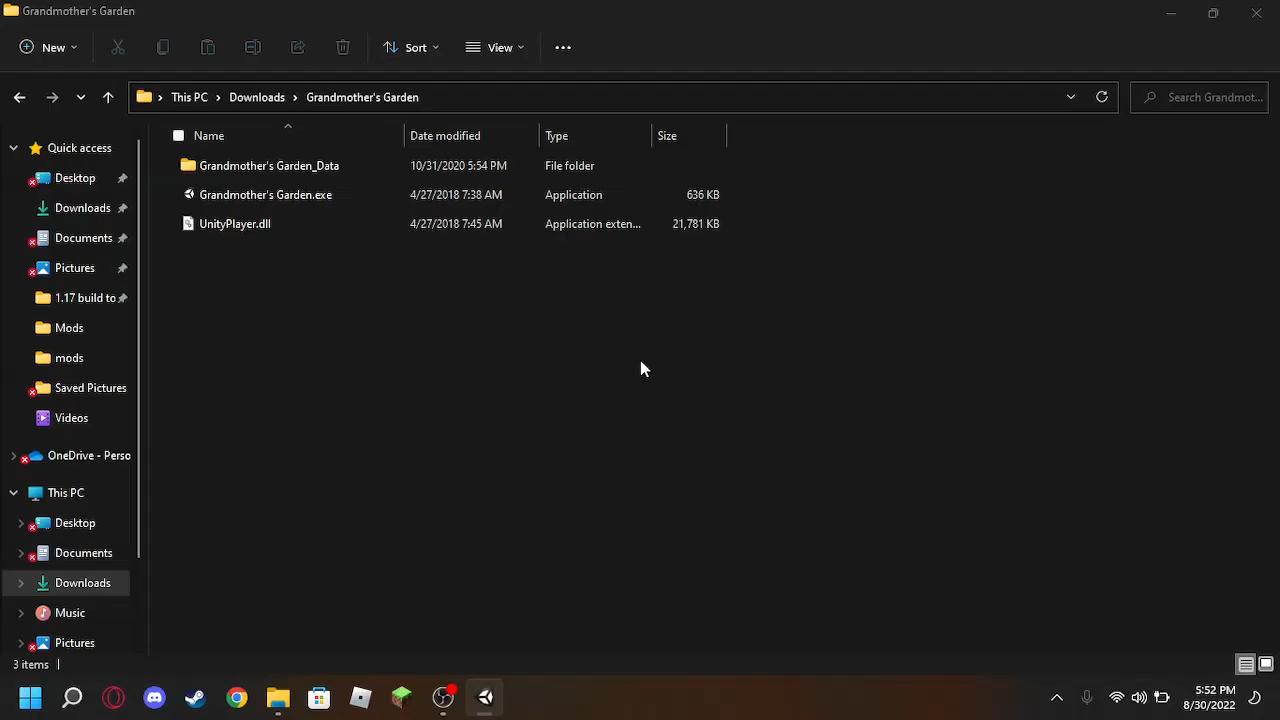 Grandmother's Garden
New
Sort
View
This PC
Downloads
Grandmother's Garden
Search Grandmot...
Name
Date modified
Type
Size
Grandmother's Garden_Data
10/31/2020 5:54 PM
File folder
Grandmother's Garden.exe
4/27/2018 7:38 AM
Application
636 KB
UnityPlayer.dll
4/27/2018 7:45 AM
Application exten...
21,781 KB
Quick access
Desktop
Downloads
Documents
Pictures
1.17 build to
Mods
mods
Saved Pictures
Videos
OneDrive - Perso
This PC
Desktop
Documents
Downloads
Music
Pictures
3 items
5:52 PM
8/30/2022